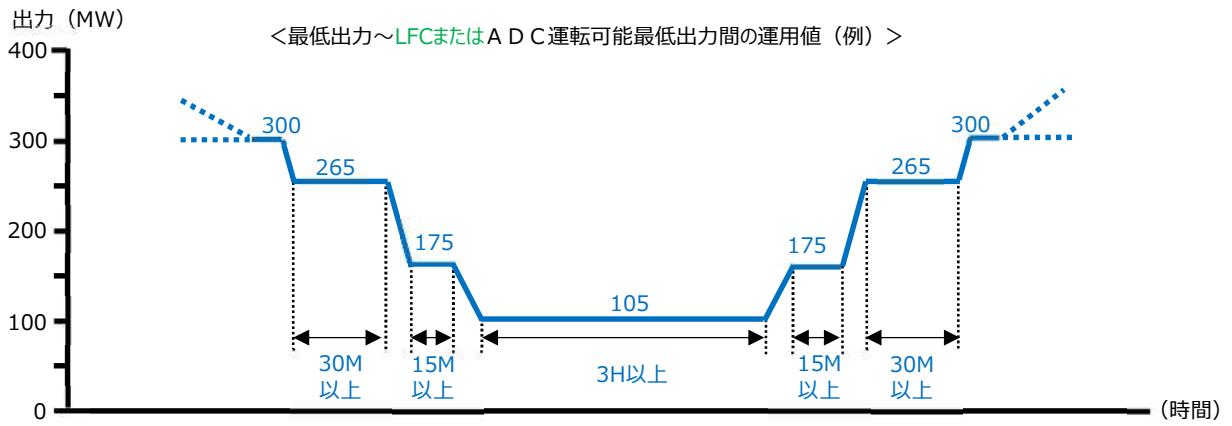 出力（MW）
＜最低出力～LFCまたはＡＤＣ運転可能最低出力間の運用値（例）＞
400
300
200
100
0
300
265
175
105
175
265
300
30M
以上
15M
以上
3H以上
15M
以上
30M
以上
（時間）